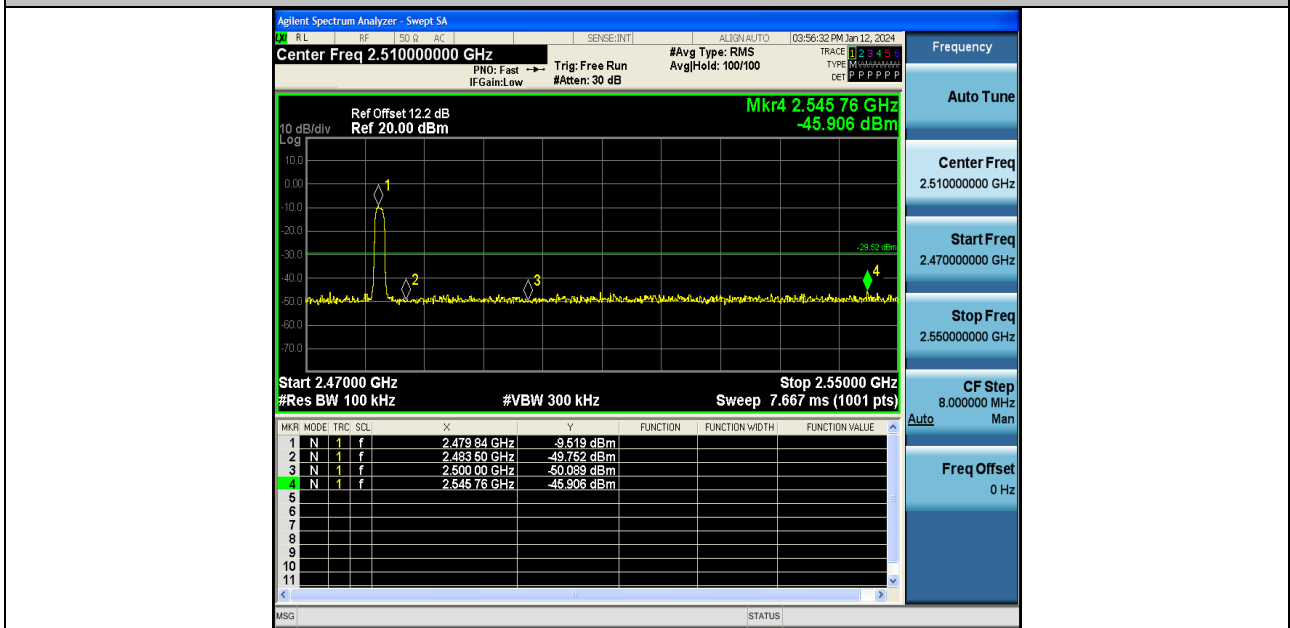 Agilent Spectrum Analyzer - Swept SA
RL RF 50 Ω AC SENSE:INT ALIGN AUTO 03:56:32 PM Jan 12, 2024
Center Freq 2.510000000 GHz
PNO: Fast
IFGain:Low
Trig: Free Run
#Atten: 30 dB
#Avg Type: RMS
Avg|Hold: 100/100
TRACE 1 2 3 4 5 6
TYPE M
DET P P P P P P
Ref Offset 12.2 dB
10 dB/div Ref 20.00 dBm
Log
Mkr4 2.545 76 GHz
-45.906 dBm
10.0
0.00
-10.0
-20.0
-30.0
-40.0
-50.0
-60.0
-70.0
1
2
3
4
-29.52 dBm
Start 2.47000 GHz Stop 2.55000 GHz
#Res BW 100 kHz #VBW 300 kHz Sweep 7.667 ms (1001 pts)
MKR MODE TRC SCL X Y FUNCTION FUNCTION WIDTH FUNCTION VALUE
1 N 1 f 2.479 84 GHz -9.519 dBm
2 N 1 f 2.483 50 GHz -49.752 dBm
3 N 1 f 2.500 00 GHz -50.089 dBm
4 N 1 f 2.545 76 GHz -45.906 dBm
5
6
7
8
9
10
11
MSG STATUS
Frequency
Auto Tune
Center Freq
2.510000000 GHz
Start Freq
2.470000000 GHz
Stop Freq
2.550000000 GHz
CF Step
8.000000 MHz
Auto Man
Freq Offset
0 Hz